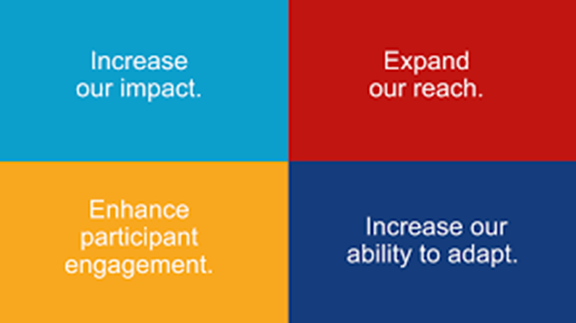 Increase
our impact.
Expand
our reach.
Enhance
participant
engagement.
Increase our
ability to adapt.